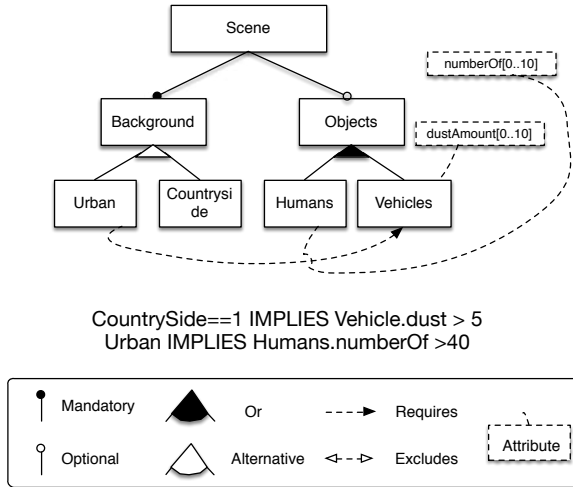 Scene
numberOf[0..10]
Background
Objects
dustAmount[0..10]
Urban
Countrysi
de
Humans
Vehicles
CountrySide==1 IMPLIES Vehicle.dust > 5
Urban IMPLIES Humans.numberOf >40
Mandatory
Or
Requires
Optional
Alternative
Excludes
Attribute